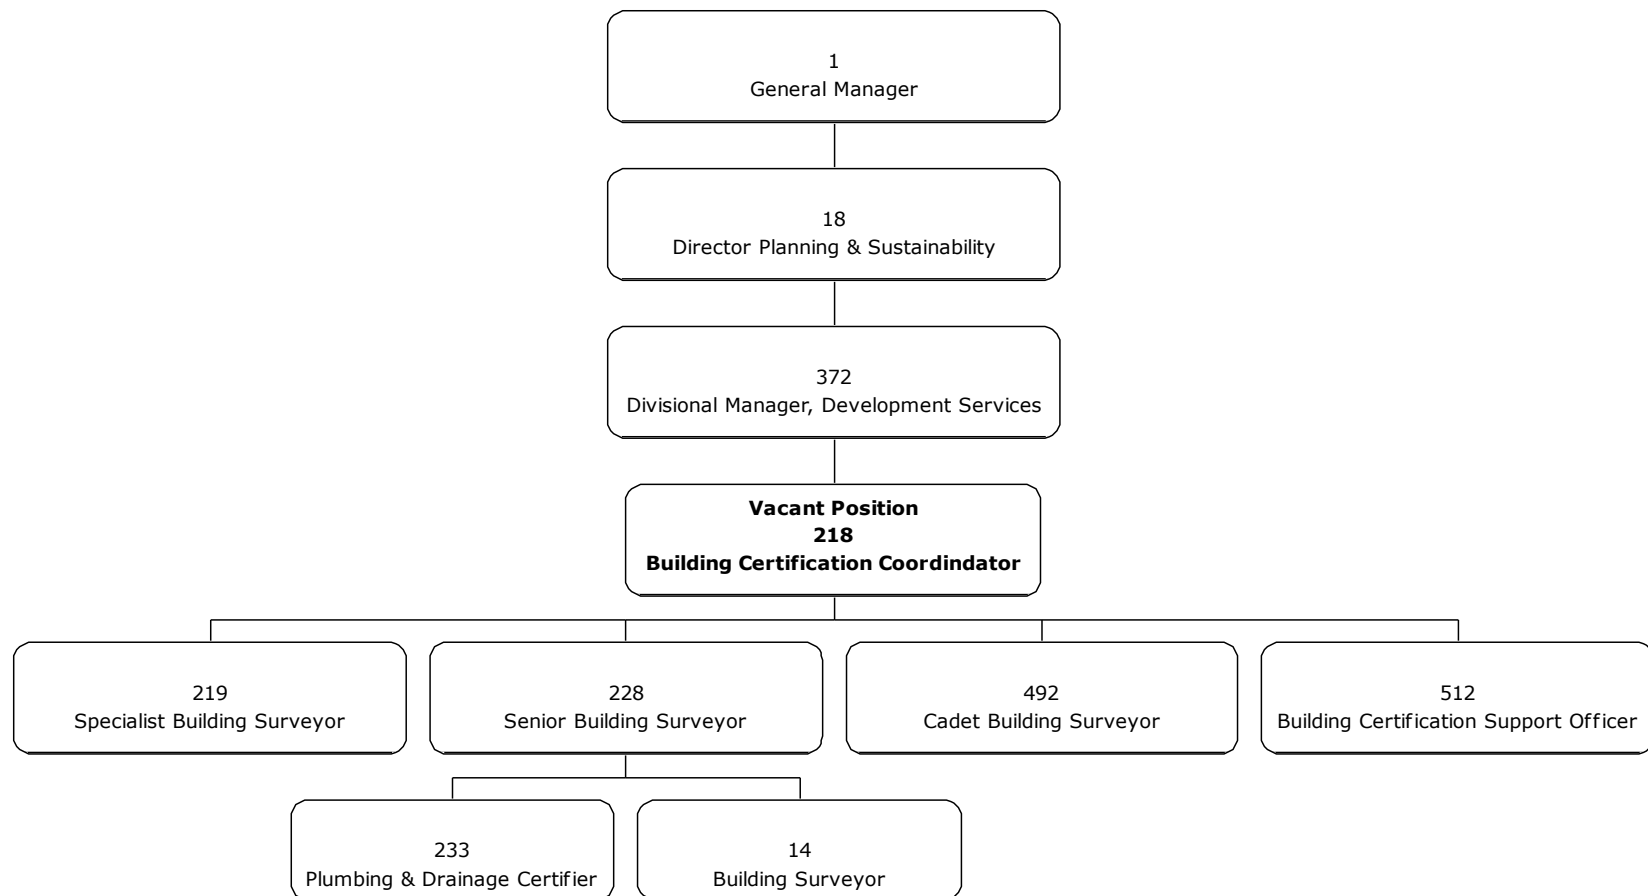 1
General Manager
18
Director Planning & Sustainability
372
Divisional Manager, Development Services
Vacant Position
218
Building Certification Coordindator
219
Specialist Building Surveyor
228
Senior Building Surveyor
492
Cadet Building Surveyor
512
Building Certification Support Officer
233
Plumbing & Drainage Certifier
14
Building Surveyor